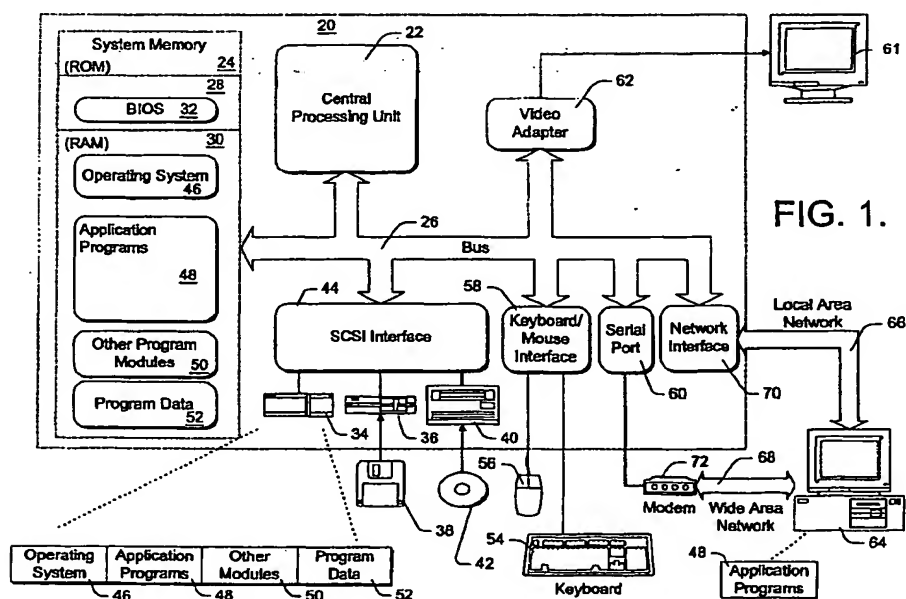 20
System Memory
(ROM)
24
28
BIOS 32
(RAM)
30
Operating System
46
Application
Programs
48
Other Program
Modules 50
Program Data
52
22
Central
Processing Unit
62
Video
Adapter
61
FIG. 1.
26
Bus
44
SCSI Interface
58
Keyboard/
Mouse
Interface
Serial
Port
60
Network
Interface
70
Local Area
Network
66
34
36
40
38
42
56
54
Keyboard
72
Modem
68
Wide Area
Network
64
48
Application
Programs
Operating
System
Application
Programs
Other
Modules
Program
Data
46
48
50
52